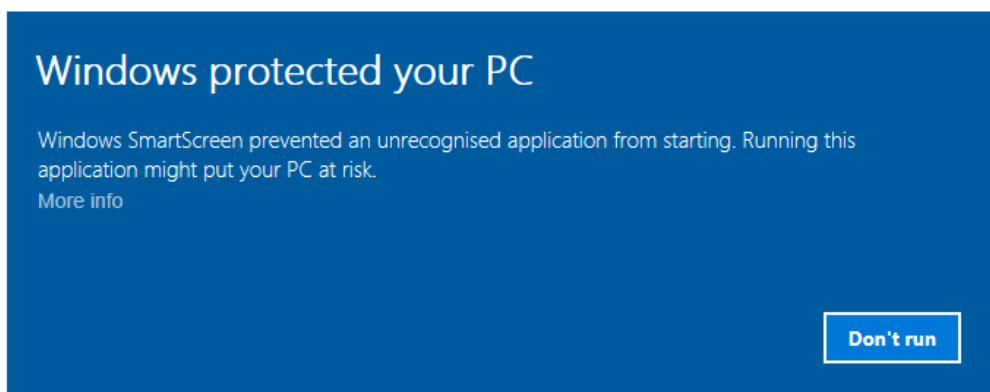 Windows protected your PC
Windows SmartScreen prevented an unrecognised application from starting. Running this
application might put your PC at risk.
More info
Don't run